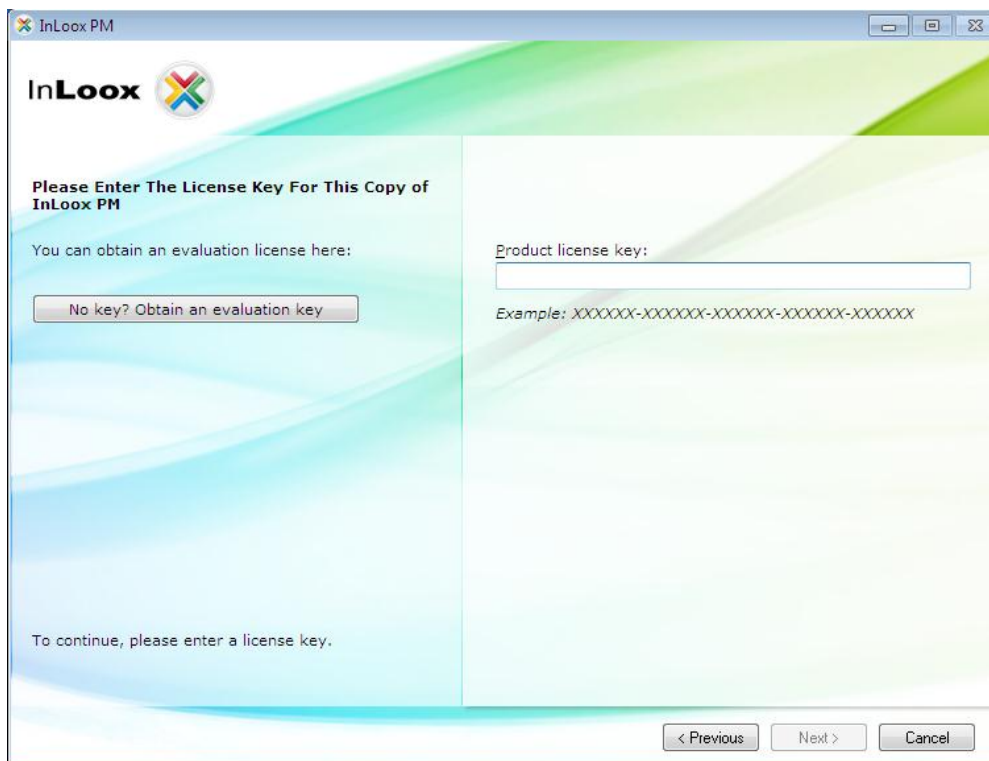 InLoox PM
InLoox
Please Enter The License Key For This Copy of
InLoox PM
You can obtain an evaluation license here:
No key? Obtain an evaluation key
Product license key:
Example: XXXXXX-XXXXXX-XXXXXX-XXXXXX-XXXXXX
To continue, please enter a license key.
< Previous
Next >
Cancel